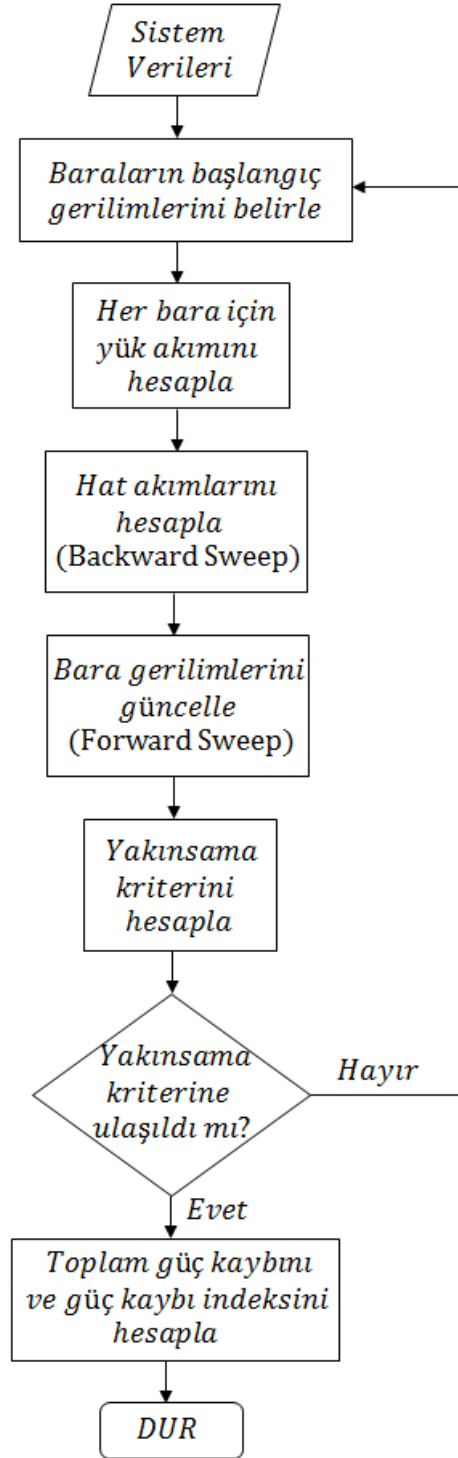 Sistem
Verileri
Baraların başlangıç
gerilimlerini belirle
Her bara için
yük akımını
hesapla
Hat akımlarını
hesapla
(Backward Sweep)
Bara gerilimlerini
güncelle
(Forward Sweep)
Yakınsama
kriterini
hesapla
Yakınsama
kriterine
ulaşıldı mı?
Hayır
Evet
Toplam güç kaybını
ve güç kaybı indeksini
hesapla
DUR